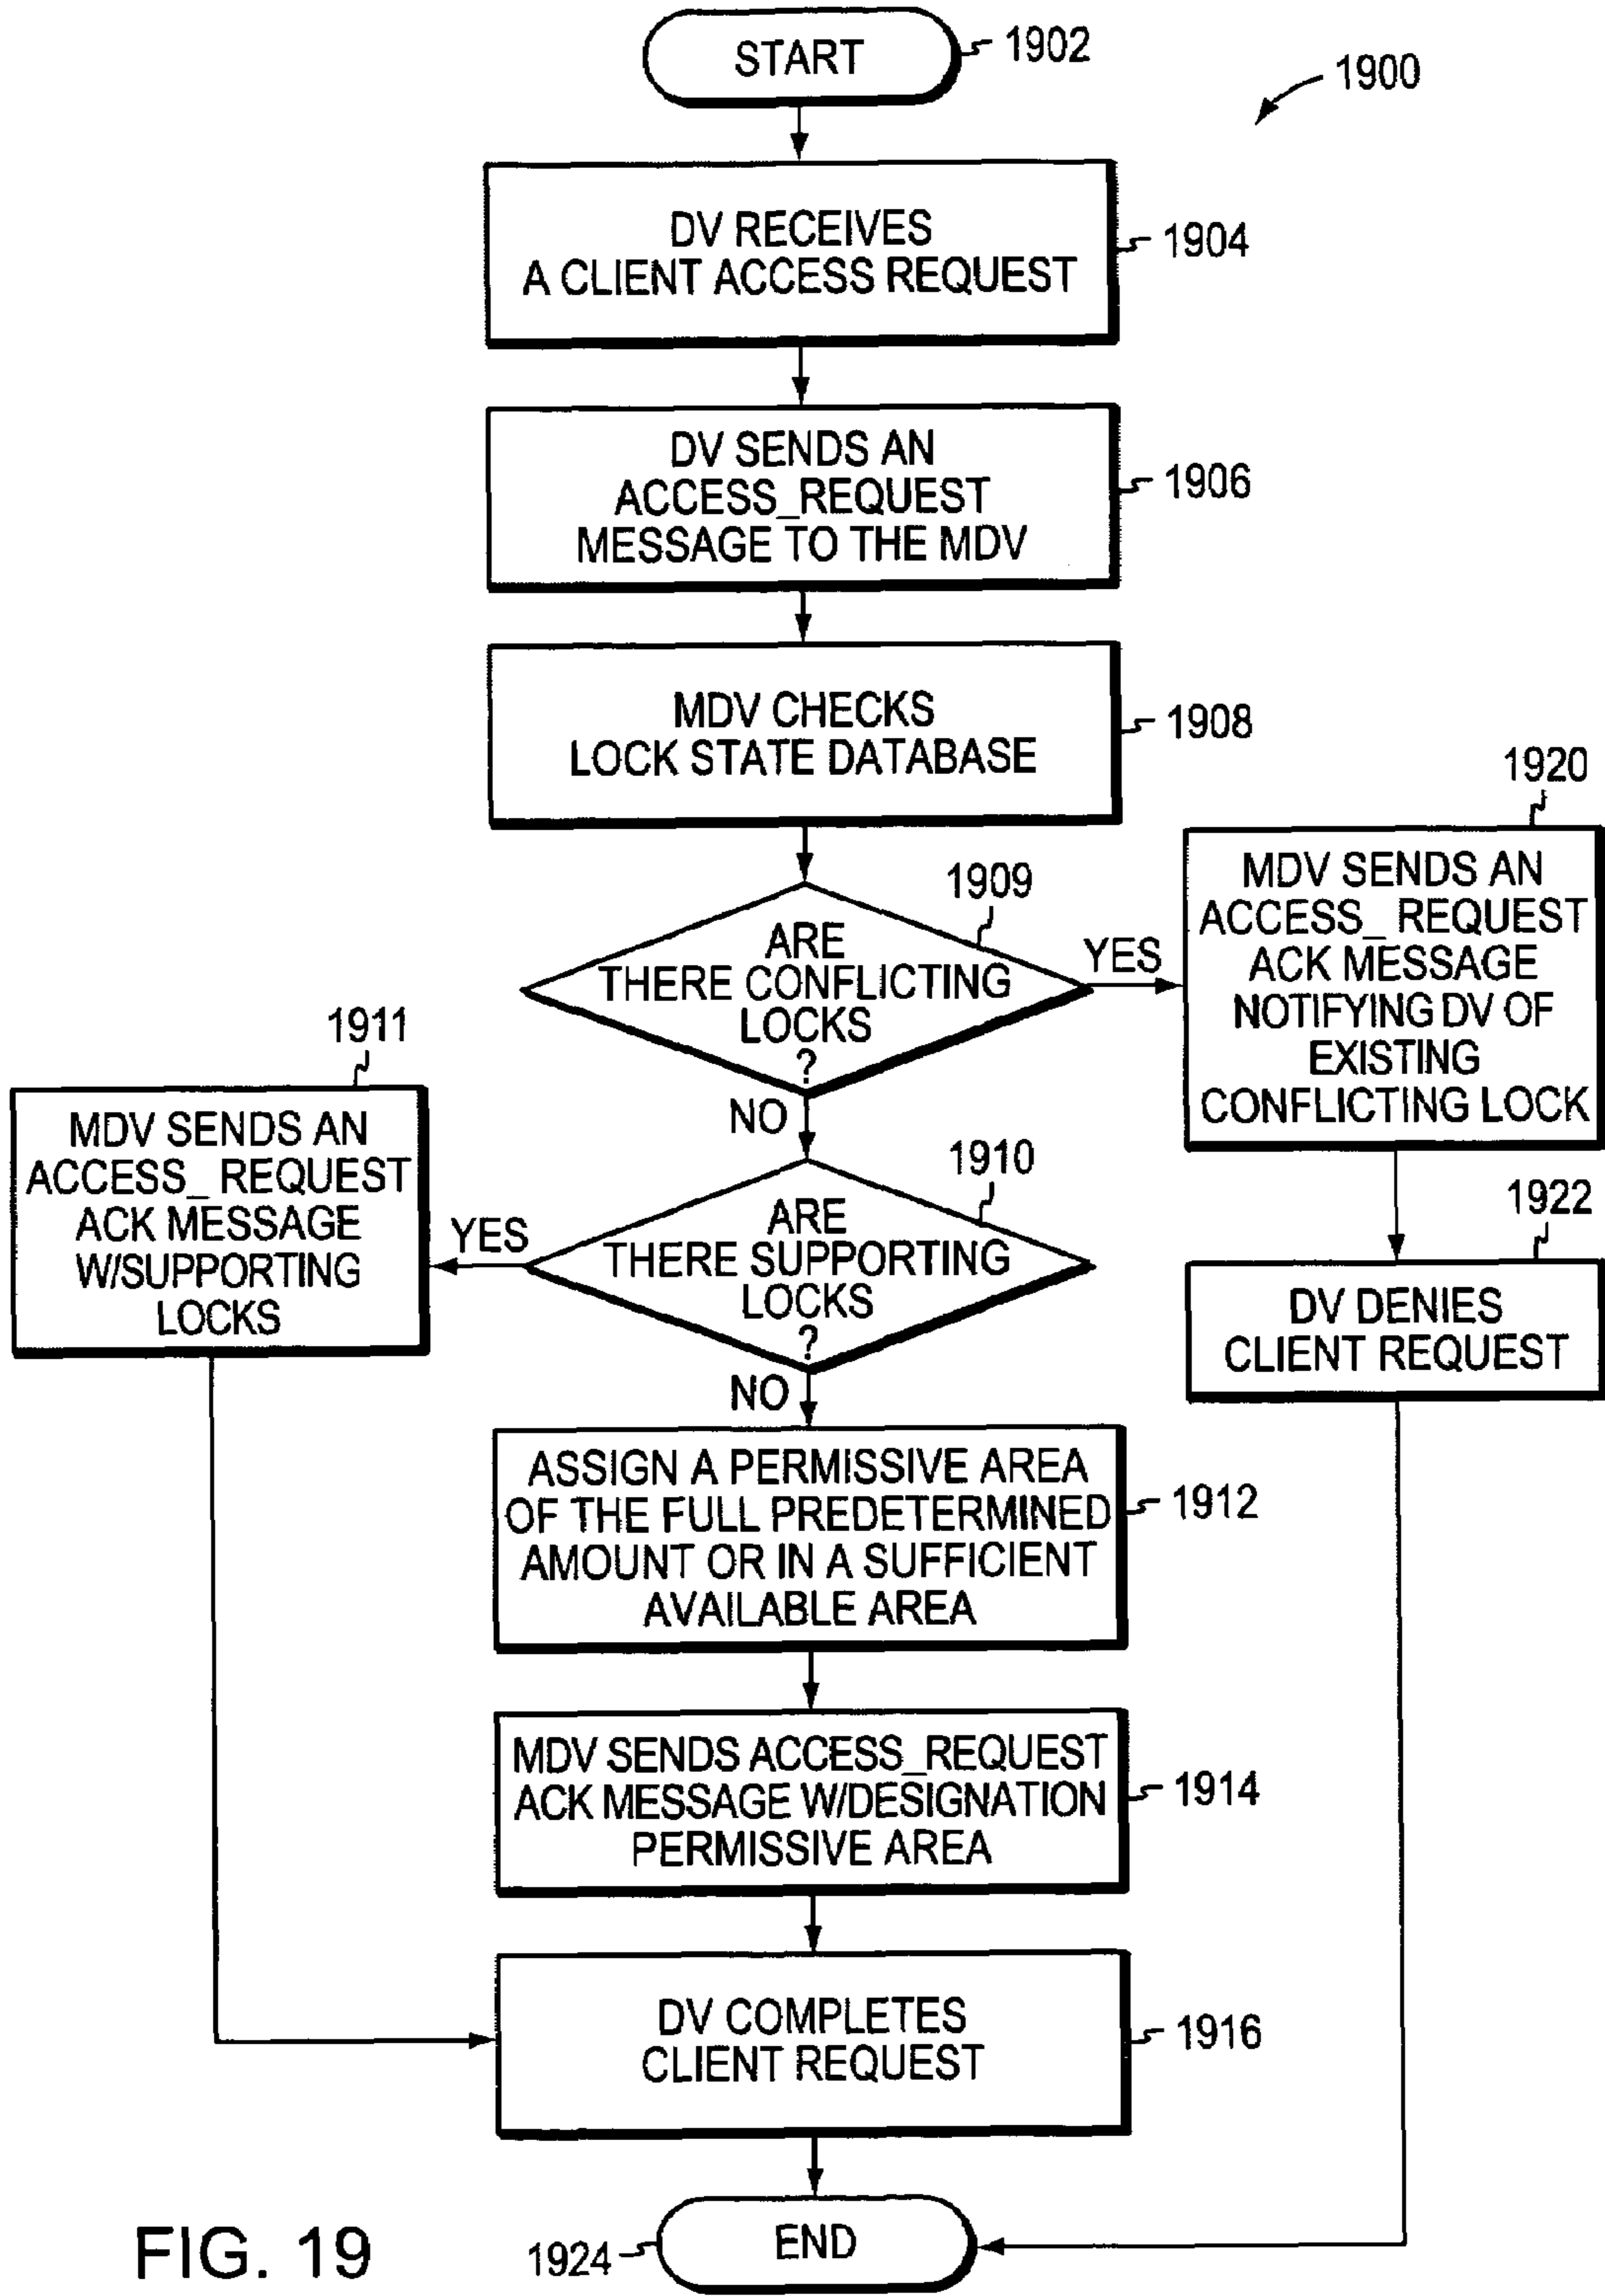 START
1902
1900
DV RECEIVES
A CLIENT ACCESS REQUEST
1904
DV SENDS AN
ACCESS_REQUEST
MESSAGE TO THE MDV
1906
MDV CHECKS
LOCK STATE DATABASE
1908
1909
ARE
THERE CONFLICTING
LOCKS
?
YES
NO
1920
MDV SENDS AN
ACCESS_ REQUEST
ACK MESSAGE
NOTIFYING DV OF
EXISTING
CONFLICTING LOCK
1922
DV DENIES
CLIENT REQUEST
1910
ARE
THERE SUPPORTING
LOCKS
?
YES
NO
1911
MDV SENDS AN
ACCESS_ REQUEST
ACK MESSAGE
W/SUPPORTING
LOCKS
ASSIGN A PERMISSIVE AREA
OF THE FULL PREDETERMINED
AMOUNT OR IN A SUFFICIENT
AVAILABLE AREA
1912
MDV SENDS ACCESS_REQUEST
ACK MESSAGE W/DESIGNATION
PERMISSIVE AREA
1914
DV COMPLETES
CLIENT REQUEST
1916
END
1924
FIG. 19